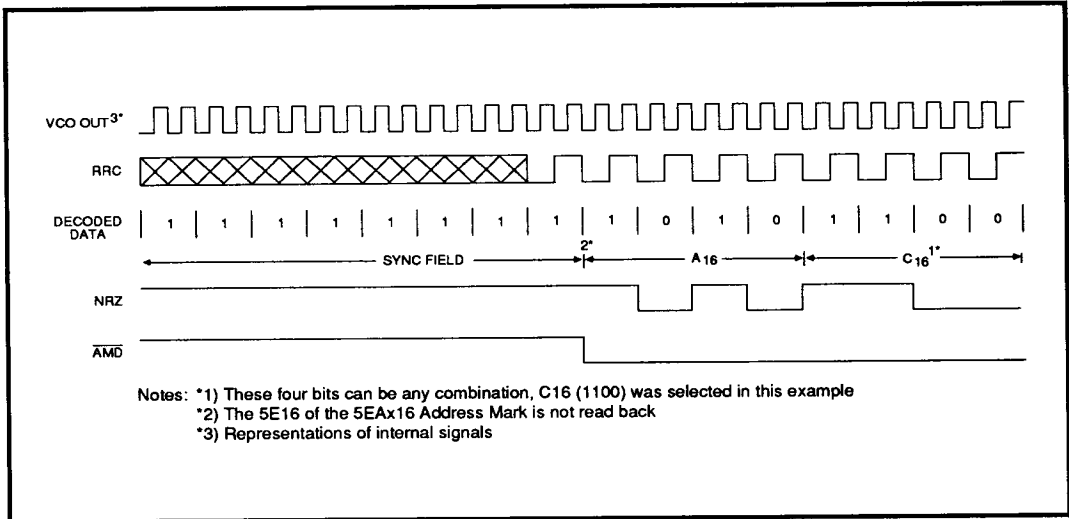 VCO OUT3*
RRC
DECODED
DATA
1 1 1 1 1 1 1 1 1 0 1 0 1 1 0 0
2*
SYNC FIELD A16 C16 1*
NRZ
AMD
Notes: *1) These four bits can be any combination, C16 (1100) was selected in this example
*2) The 5E16 of the 5EAx16 Address Mark is not read back
*3) Representations of internal signals